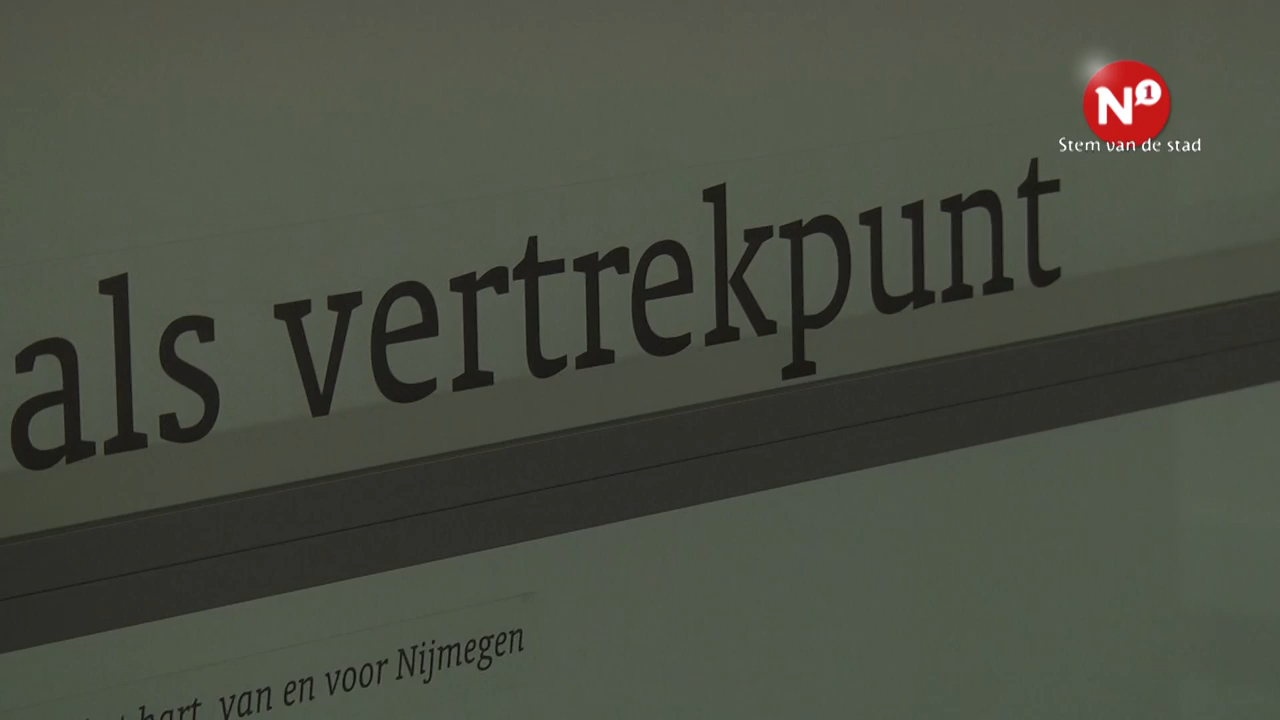 N1
Stem van de stad
als vertrekpunt
hart, van en voor Nijmegen